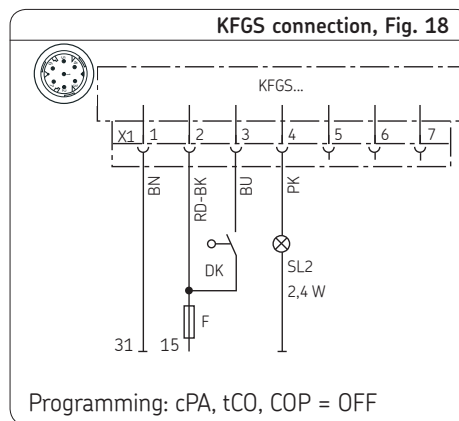 KFGS connection, Fig. 18
KFGS...
X1 1 2 3 4 5 6 7
BN
RD-BK
BU
PK
DK
SL2
2,4 W
F
31 15
Programming: cPA, tCO, COP = OFF